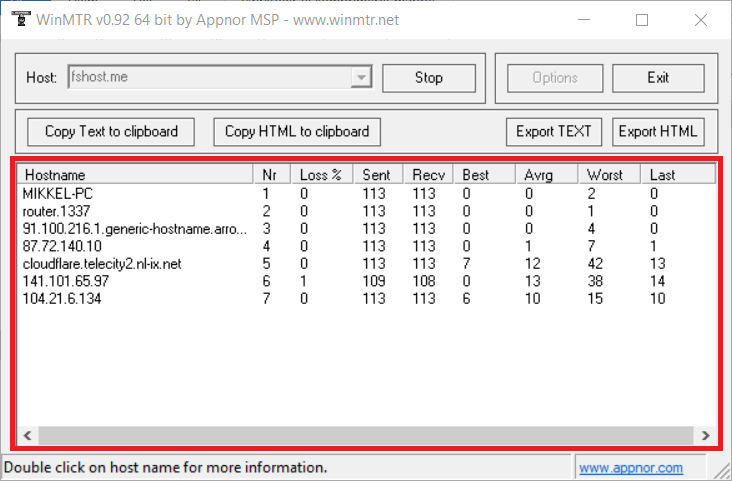 WinMTR v0.92 64 bit by Appnor MSP - www.winmtr.net
Host: fshost.me Stop Options Exit
Copy Text to clipboard Copy HTML to clipboard Export TEXT Export HTML
Hostname Nr Loss % Sent Recv Best Avrg Worst Last
MIKKEL-PC 1 0 113 113 0 0 2 0
router.1337 2 0 113 113 0 0 1 0
91.100.216.1.generic-hostname.arro... 3 0 113 113 0 0 4 0
87.72.140.10 4 0 113 113 0 1 7 1
cloudflare.telecity2.nl-ix.net 5 0 113 113 7 12 42 13
141.101.65.97 6 1 109 108 0 13 38 14
104.21.6.134 7 0 113 113 6 10 15 10
Double click on host name for more information. www.appnor.com